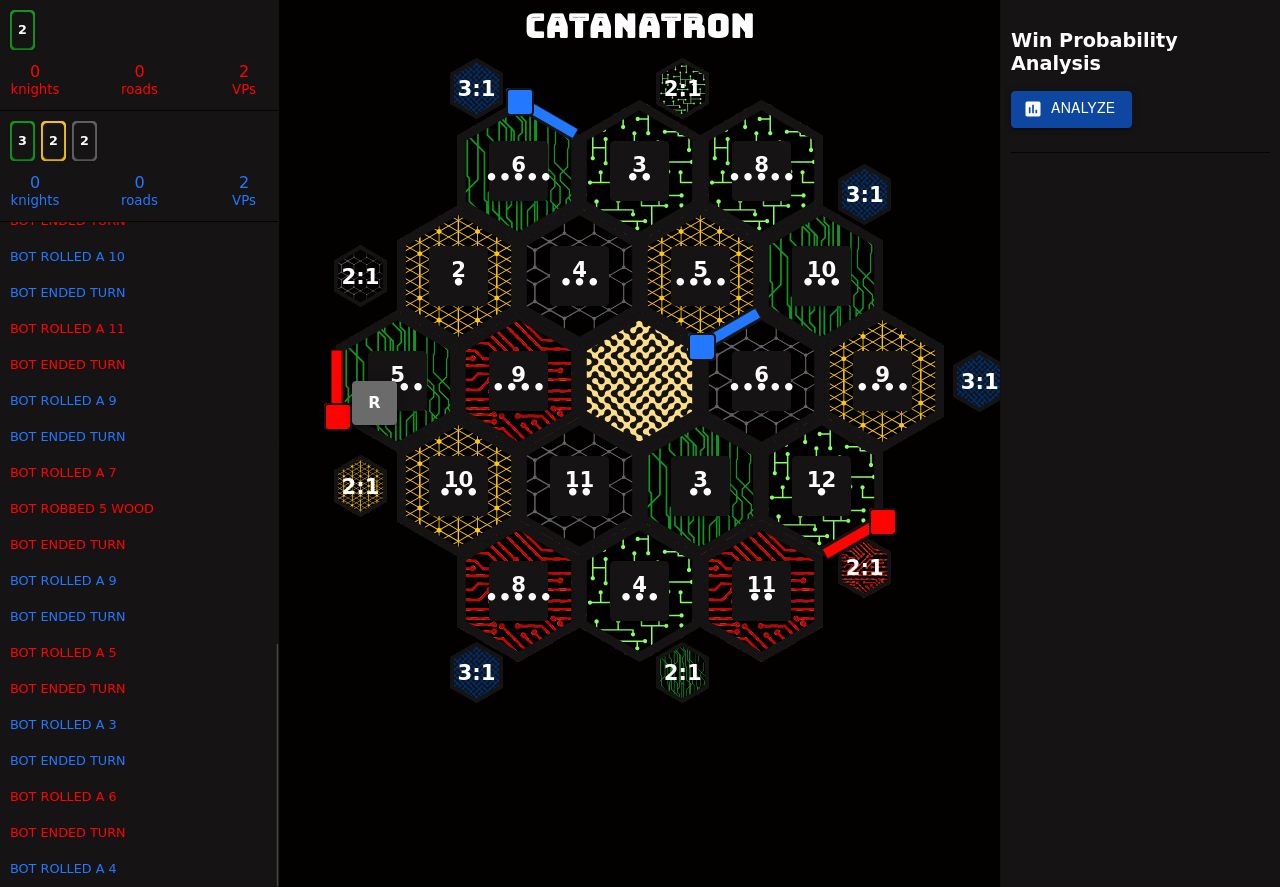 CATANATRON
2
0 0 2
knights roads VPs
3 2 2
0 0 2
knights roads VPs
BOT ENDED TURN
BOT ROLLED A 10
BOT ENDED TURN
BOT ROLLED A 11
BOT ENDED TURN
BOT ROLLED A 9
BOT ENDED TURN
BOT ROLLED A 7
BOT ROBBED 5 WOOD
BOT ENDED TURN
BOT ROLLED A 9
BOT ENDED TURN
BOT ROLLED A 5
BOT ENDED TURN
BOT ROLLED A 3
BOT ENDED TURN
BOT ROLLED A 6
BOT ENDED TURN
BOT ROLLED A 4
3:1 2:1
6 3 8
3:1
2:1 2 4 5 10
5 9 6 9 3:1
R
2:1 10 11 3 12
2:1
8 4 11
3:1 2:1
Win Probability
Analysis
ANALYZE